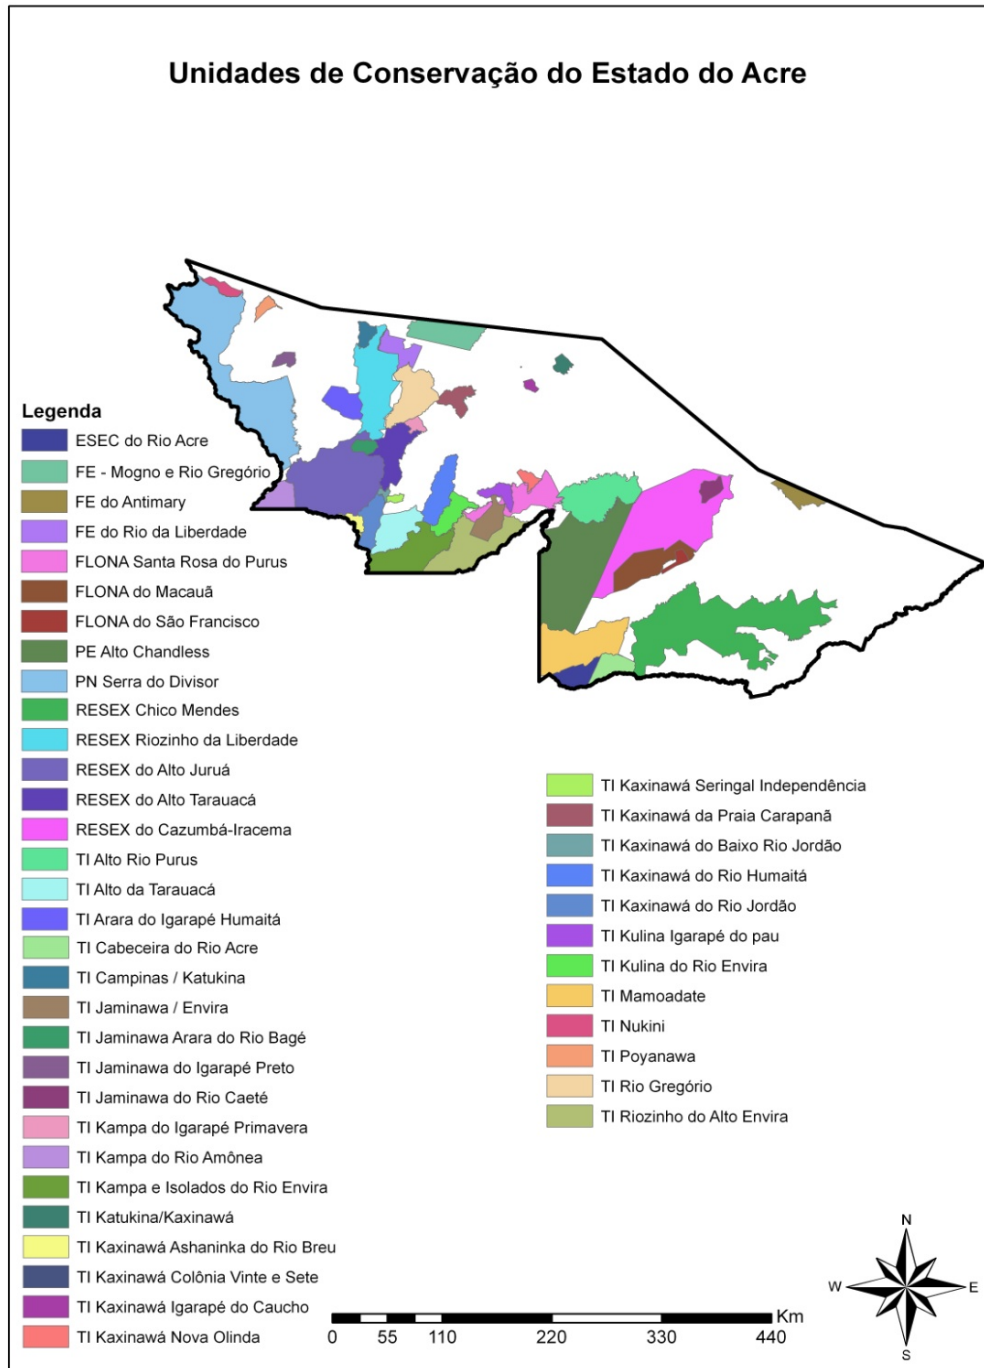 Unidades de Conservação do Estado do Acre
Legenda
ESEC do Rio Acre
FE - Mogno e Rio Gregório
FE do Antimary
FE do Rio da Liberdade
FLONA Santa Rosa do Purus
FLONA do Macauã
FLONA do São Francisco
PE Alto Chandless
PN Serra do Divisor
RESEX Chico Mendes
RESEX Riozinho da Liberdade
RESEX do Alto Juruá
RESEX do Alto Tarauacá
RESEX do Cazumbá-Iracema
TI Alto Rio Purus
TI Alto da Tarauacá
TI Arara do Igarapé Humaitá
TI Cabeceira do Rio Acre
TI Campinas / Katukina
TI Jaminawa / Envira
TI Jaminawa Arara do Rio Bagé
TI Jaminawa do Igarapé Preto
TI Jaminawa do Rio Caeté
TI Kampa do Igarapé Primavera
TI Kampa do Rio Amônea
TI Kampa e Isolados do Rio Envira
TI Katukina/Kaxinawá
TI Kaxinawá Ashaninka do Rio Breu
TI Kaxinawá Colônia Vinte e Sete
TI Kaxinawá Igarapé do Caucho
TI Kaxinawá Nova Olinda
TI Kaxinawá Seringal Independência
TI Kaxinawá da Praia Carapanã
TI Kaxinawá do Baixo Rio Jordão
TI Kaxinawá do Rio Humaitá
TI Kaxinawá do Rio Jordão
TI Kulina Igarapé do pau
TI Kulina do Rio Envira
TI Mamoadate
TI Nukini
TI Poyanawa
TI Rio Gregório
TI Riozinho do Alto Envira
N
W E
S
Km
0 55 110 220 330 440